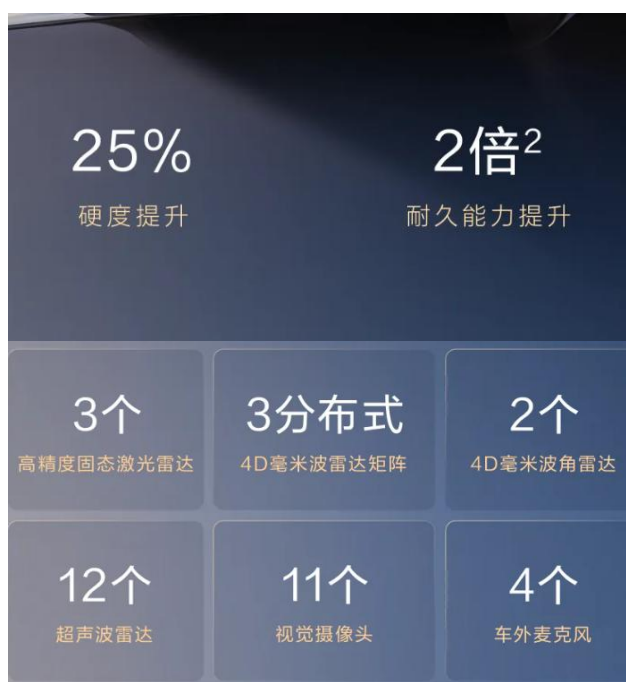 25%
2倍2
硬度提升
耐久能力提升
3个
3分布式
2个
高精度固态激光雷达
4D毫米波雷达矩阵
4D毫米波角雷达
12个
11个
4个
超声波雷达
视觉摄像头
车外麦克风